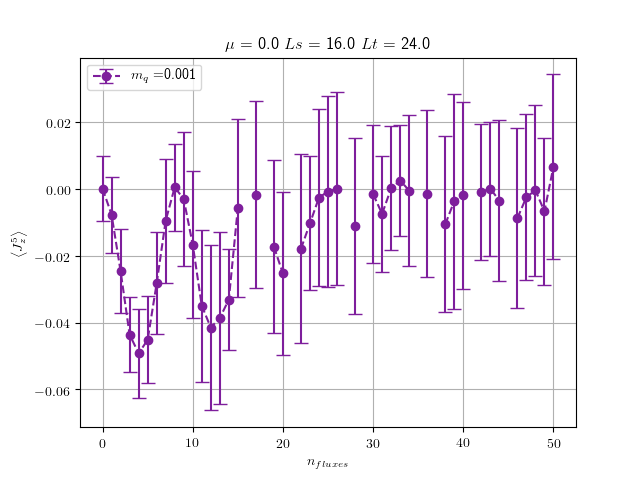 μ = 0.0 Ls = 16.0 Lt = 24.0
m_q =0.001
⟨J_z^5⟩
0.02
0.00
−0.02
−0.04
−0.06
0 10 20 30 40 50
n_fluxes